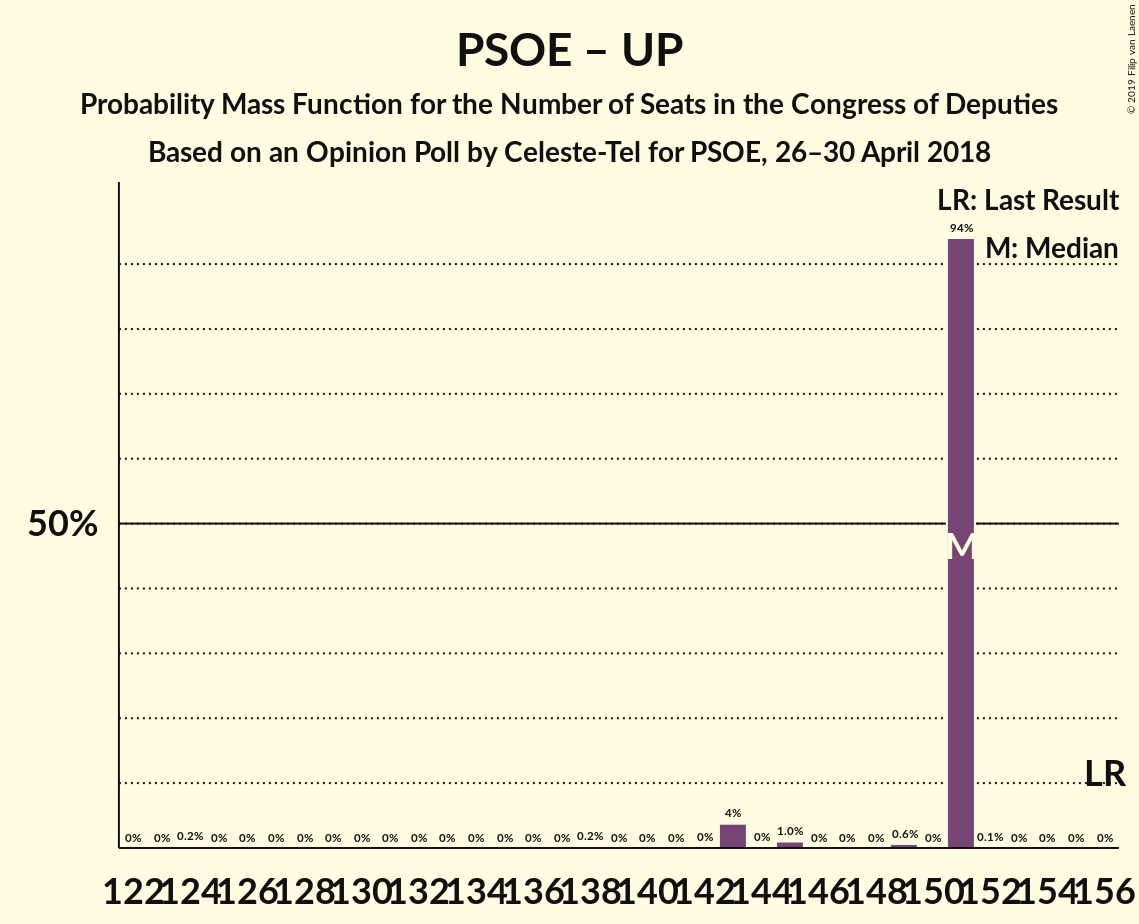 PSOE – UP
Probability Mass Function for the Number of Seats in the Congress of Deputies
Based on an Opinion Poll by Celeste-Tel for PSOE, 26–30 April 2018
© 2019 Filip van Laenen
LR: Last Result
M: Median
94%
50%
M
LR
0% 0% 0.2% 0% 0% 0% 0% 0% 0% 0% 0% 0% 0% 0% 0% 0% 0.2% 0% 0% 0% 0% 4% 0% 1.0% 0% 0% 0% 0.6% 0% 0.1% 0% 0% 0% 0%
122 124 126 128 130 132 134 136 138 140 142 144 146 148 150 152 154 156